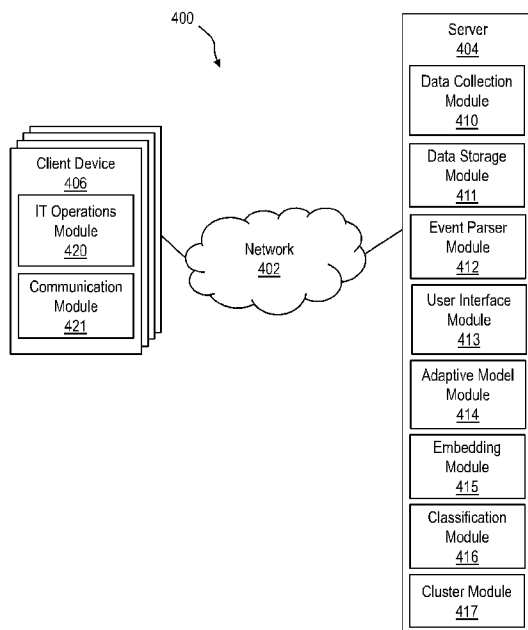 400
Server
404
Data Collection
Module
410
Data Storage
Module
411
Event Parser
Module
412
User Interface
Module
413
Adaptive Model
Module
414
Embedding
Module
415
Classification
Module
416
Cluster Module
417
Client Device
406
IT Operations
Module
420
Communication
Module
421
Network
402